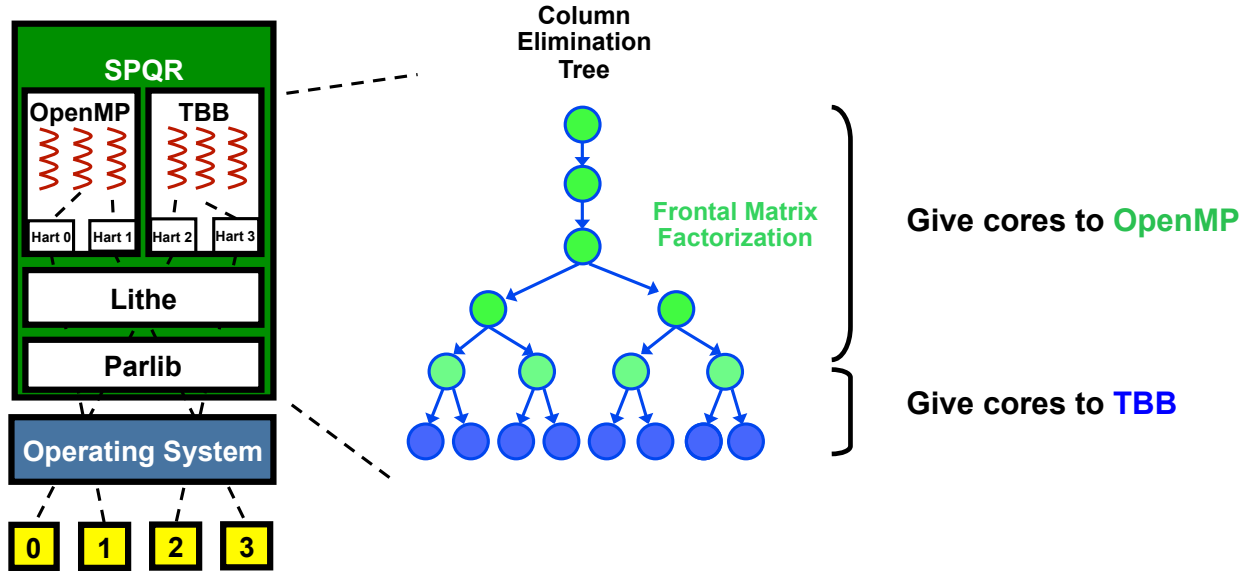 SPQR
OpenMP
TBB
Hart 0
Hart 1
Hart 2
Hart 3
Lithe
Parlib
Operating System
0
1
2
3
Column
Elimination
Tree
Frontal Matrix
Factorization
Give cores to OpenMP
Give cores to TBB